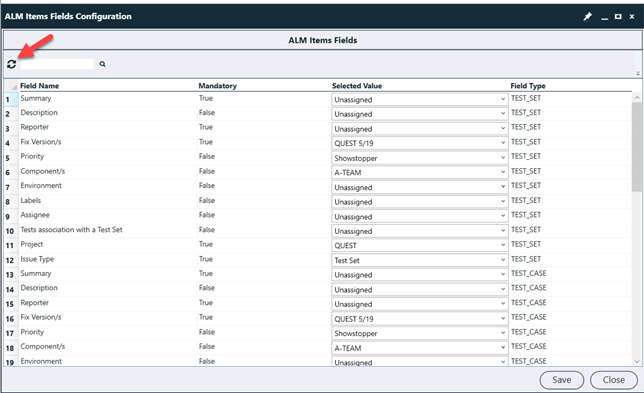 ALM Items Fields Configuration
ALM Items Fields
Field Name Mandatory Selected Value Field Type
1 Summary True Unassigned TEST_SET
2 Description False Unassigned TEST_SET
3 Reporter True Unassigned TEST_SET
4 Fix Version/s True QUEST 5/19 TEST_SET
5 Priority False Showstopper TEST_SET
6 Component/s False A-TEAM TEST_SET
7 Environment False Unassigned TEST_SET
8 Labels False Unassigned TEST_SET
9 Assignee False Unassigned TEST_SET
10 Tests association with a Test Set False Unassigned TEST_SET
11 Project True QUEST TEST_SET
12 Issue Type True Test Set TEST_SET
13 Summary True Unassigned TEST_CASE
14 Description False Unassigned TEST_CASE
15 Reporter True Unassigned TEST_CASE
16 Fix Version/s True QUEST 5/19 TEST_CASE
17 Priority False Showstopper TEST_CASE
18 Component/s False A-TEAM TEST_CASE
19 Environment False Unassigned TEST_CASE
Save Close